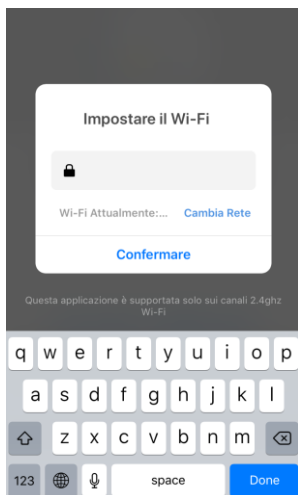 Impostare il Wi-Fi
Wi-Fi Attualmente:... Cambia Rete
Confermare
Questa applicazione è supportata solo sui canali 2.4ghz
Wi-Fi
q w e r t y u i o p
a s d f g h j k l
z x c v b n m
123 space Done